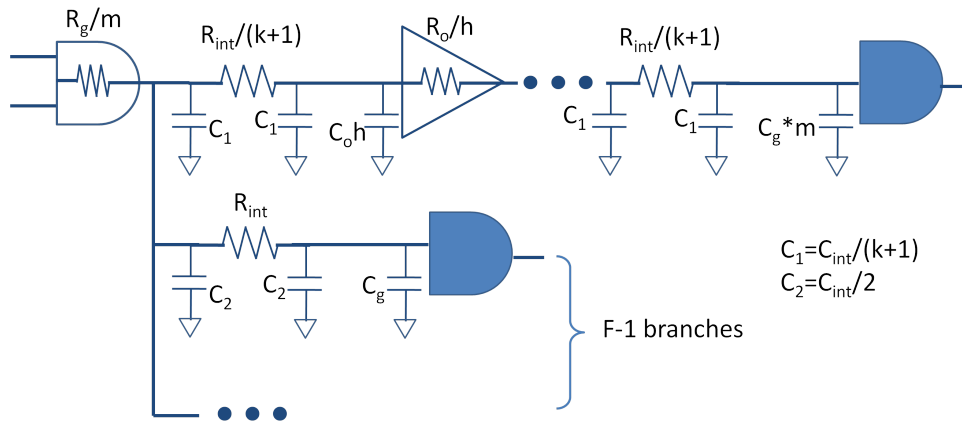 R_g/m
R_int/(k+1)
R_o/h
R_int/(k+1)
C_1
C_1
C_oh
C_1
C_1
C_g*m
R_int
C_2
C_2
C_g
C_1=C_int/(k+1)
C_2=C_int/2
F-1 branches